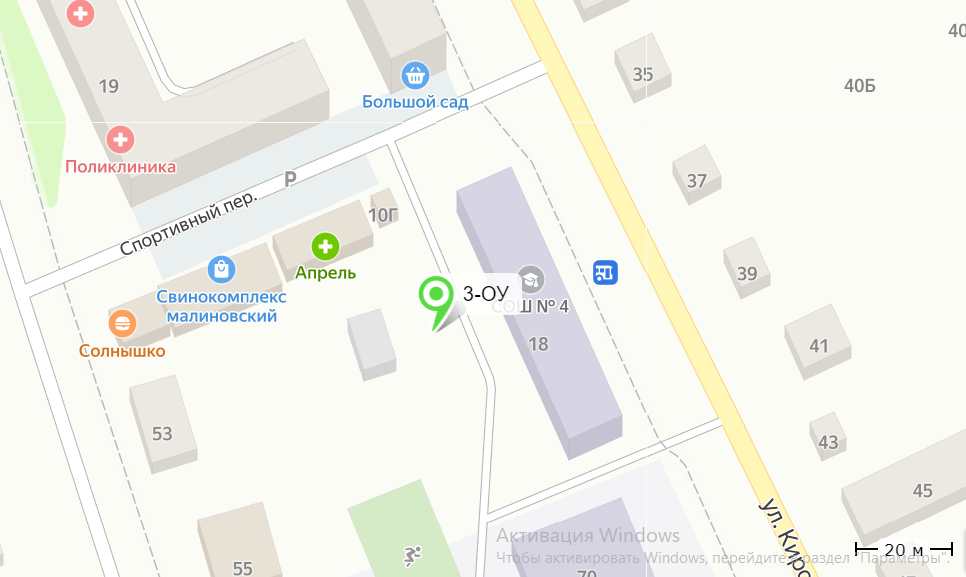 40
35
19
40Б
Большой сад
Поликлиника
P
37
Спортивный пер.
10Г
Апрель
39
3-ОУ
Свинокомплекс
малиновский
СОШ № 4
18
41
Солнышко
53
43
45
ул. Киро
Активация Windows
20 м
Чтобы активировать Windows, перейдите в раздел "Параметры".
55
70
47